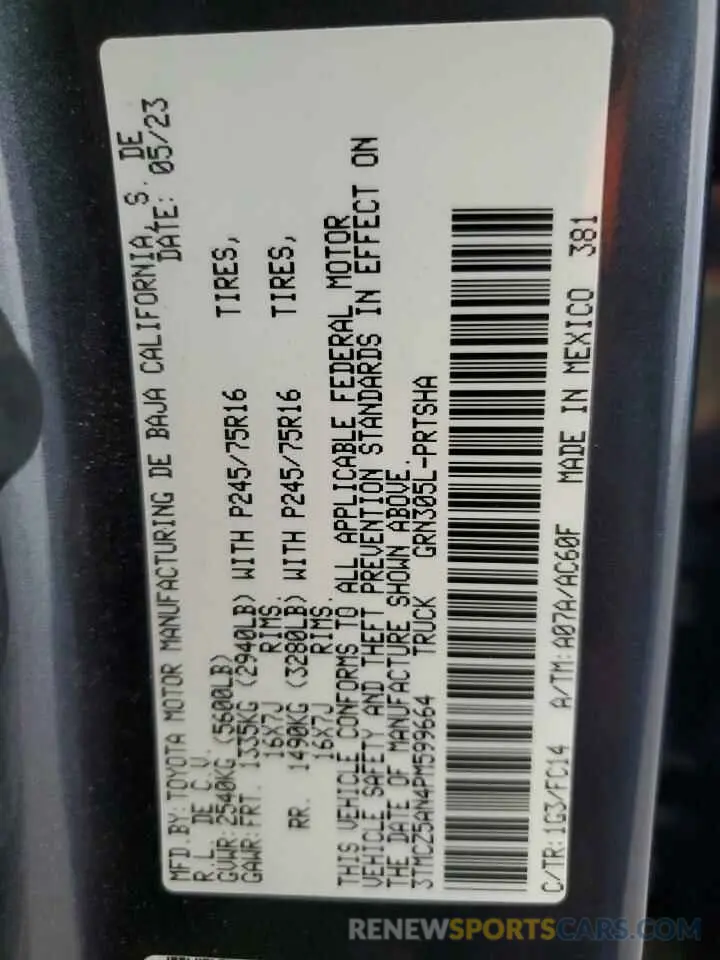 MFD.BY: TOYOTA MOTOR MANUFACTURING DE BAJA CALIFORNIA, S. DE
R.L. DE C.V. DATE: 05/23
GVWR: 2540KG (5600LB)
GAWR: FRT. 1335KG (2940LB) WITH P245/75R16 TIRES,
16X7J RIMS.
RR. 1490KG (3280LB) WITH P245/75R16 TIRES,
16X7J RIMS.
THIS VEHICLE CONFORMS TO ALL APPLICABLE FEDERAL MOTOR
VEHICLE SAFETY AND THEFT PREVENTION STANDARDS IN EFFECT ON
THE DATE OF MANUFACTURE SHOWN ABOVE.
3TMCZ5AN4PM599664 TRUCK GRN305L-PRTSHA
C/TR: 1G3/FC14 A/TM: A07A/AC60F MADE IN MEXICO 381
RENEWSPORTSCARS.COM